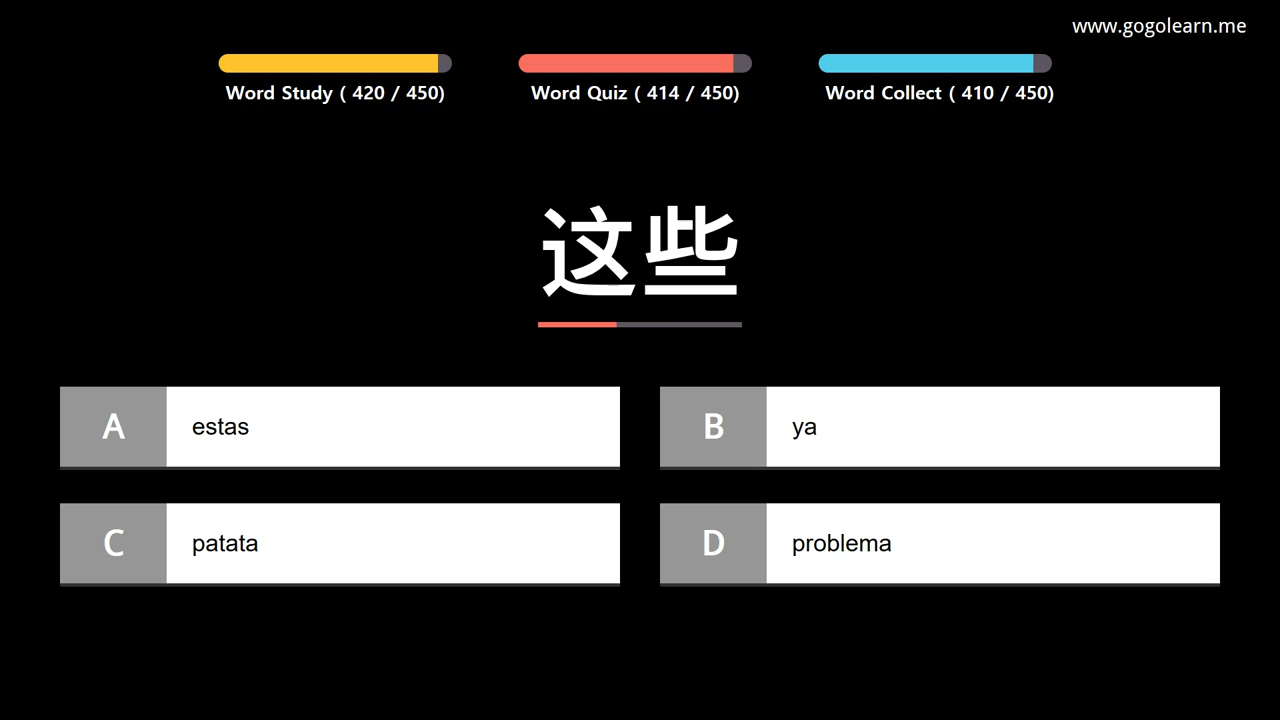 www.gogolearn.me
Word Study ( 420 / 450)
Word Quiz ( 414 / 450)
Word Collect ( 410 / 450)
这些
A
estas
B
ya
C
patata
D
problema